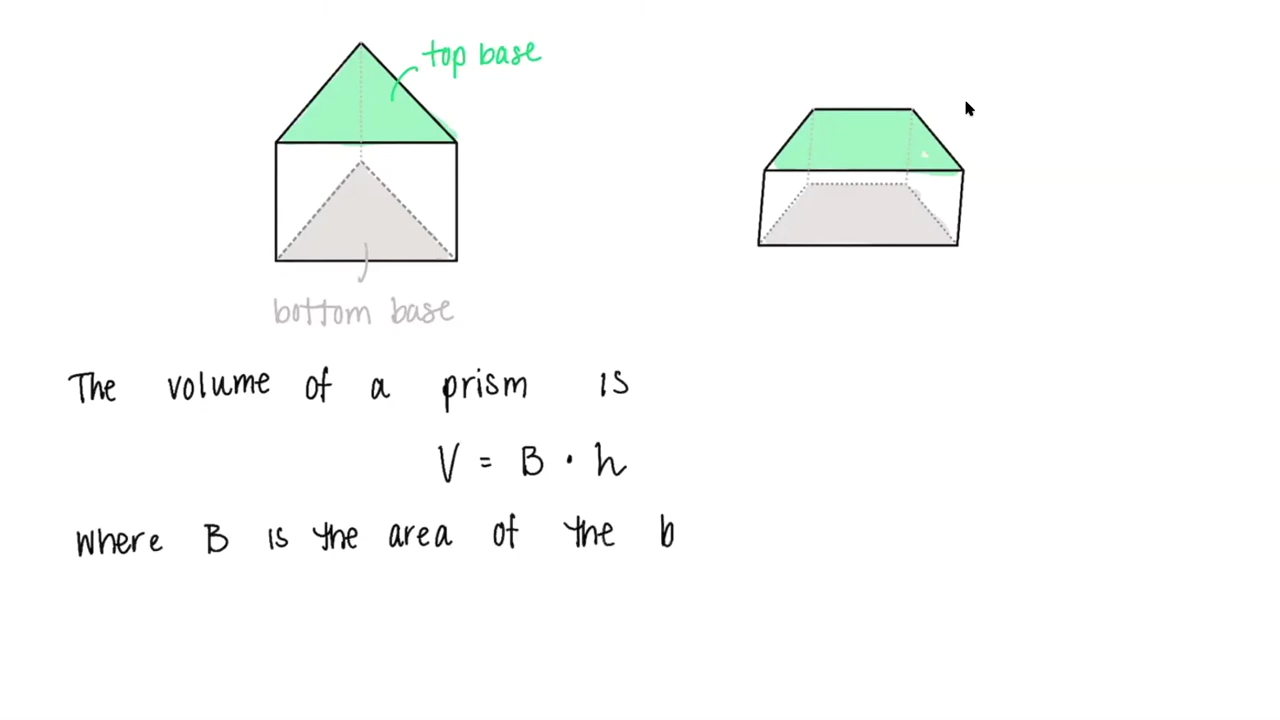 top base
bottom base
The volume of a prism is
V = B · h
where B is the area of the b